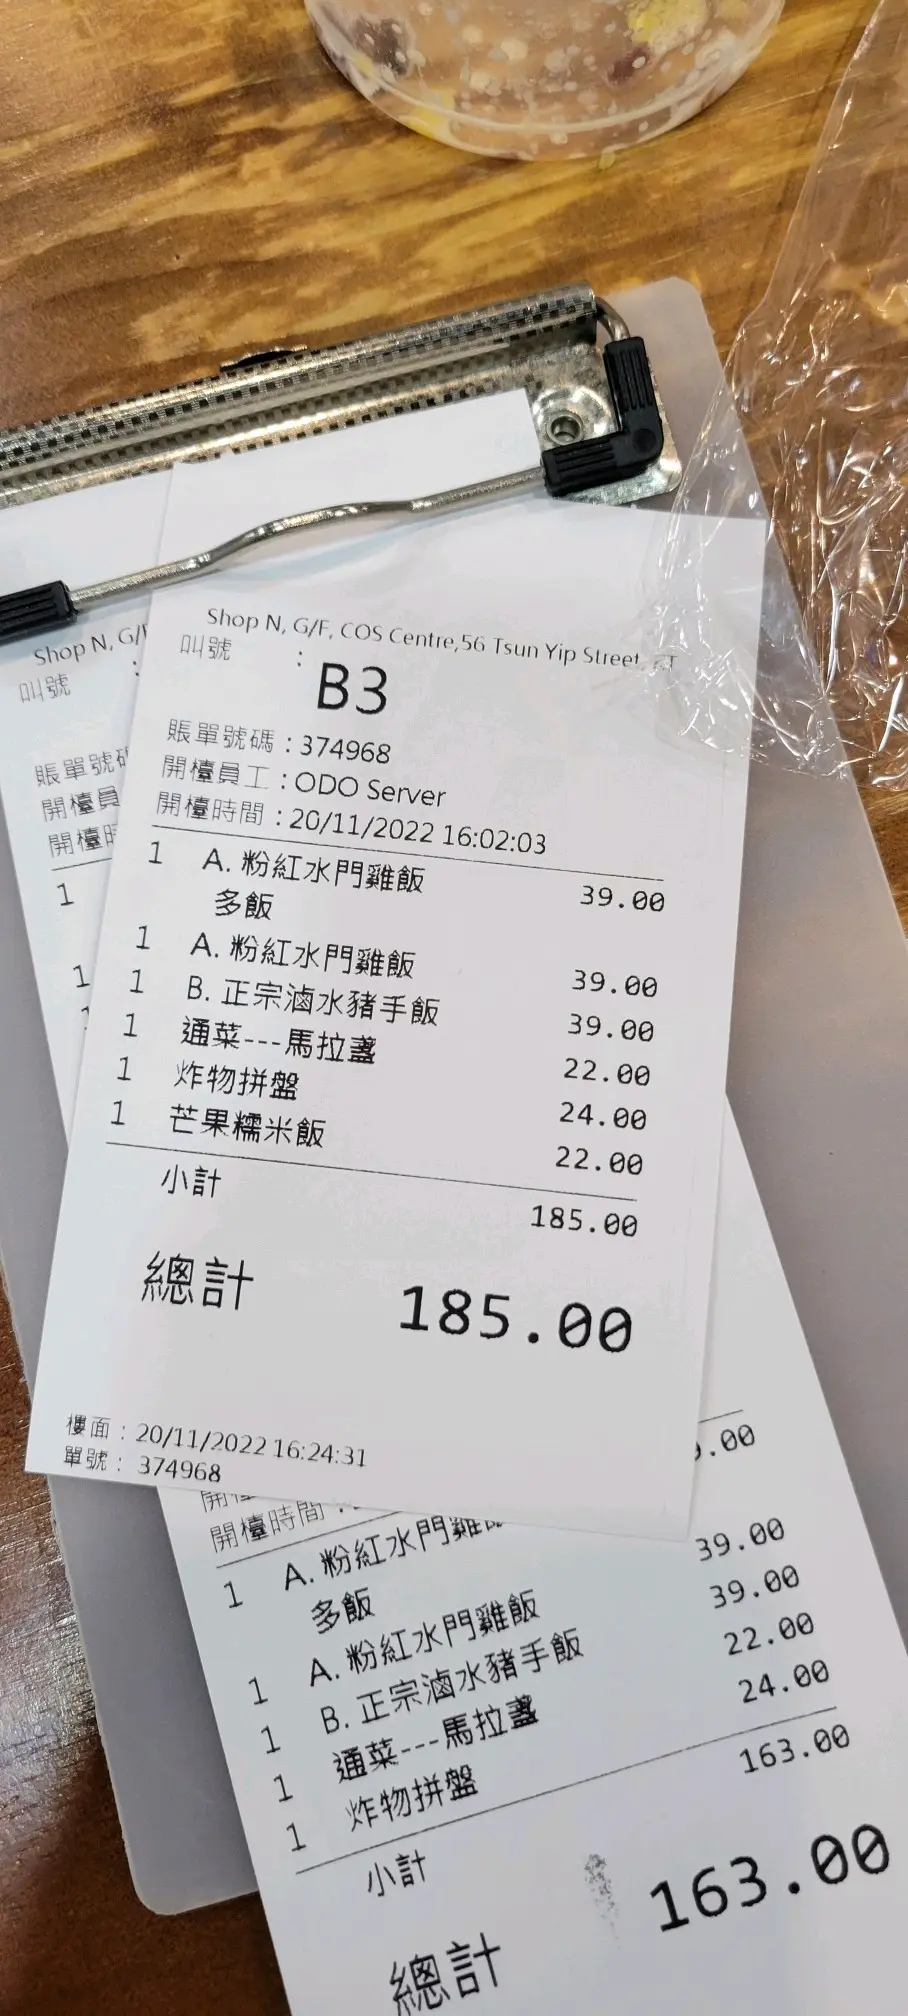 Shop N, G/F, COS Centre,56 Tsun Yip Street, KT
叫號 :
B3
賬單號碼 : 374968
開檯員工 : ODO Server
開檯時間 : 20/11/2022 16:02:03
1 A. 粉紅水門雞飯 39.00
多飯
1 A. 粉紅水門雞飯 39.00
1 B. 正宗滷水豬手飯 39.00
1 通菜---馬拉盞 22.00
1 炸物拼盤 24.00
1 芒果糯米飯 22.00
小計 185.00
總計 185.00
樓面 : 20/11/2022 16:24:31
單號 : 374968
Shop N, G/
叫號 :
賬單號
開檯員
開檯
1
1
1
開檯時間 :
1 A. 粉紅水門雞 9.00
多飯
1 A. 粉紅水門雞飯 39.00
1 B. 正宗滷水豬手飯 39.00
1 通菜---馬拉盞 22.00
1 炸物拼盤 24.00
小計 163.00
總計 163.00